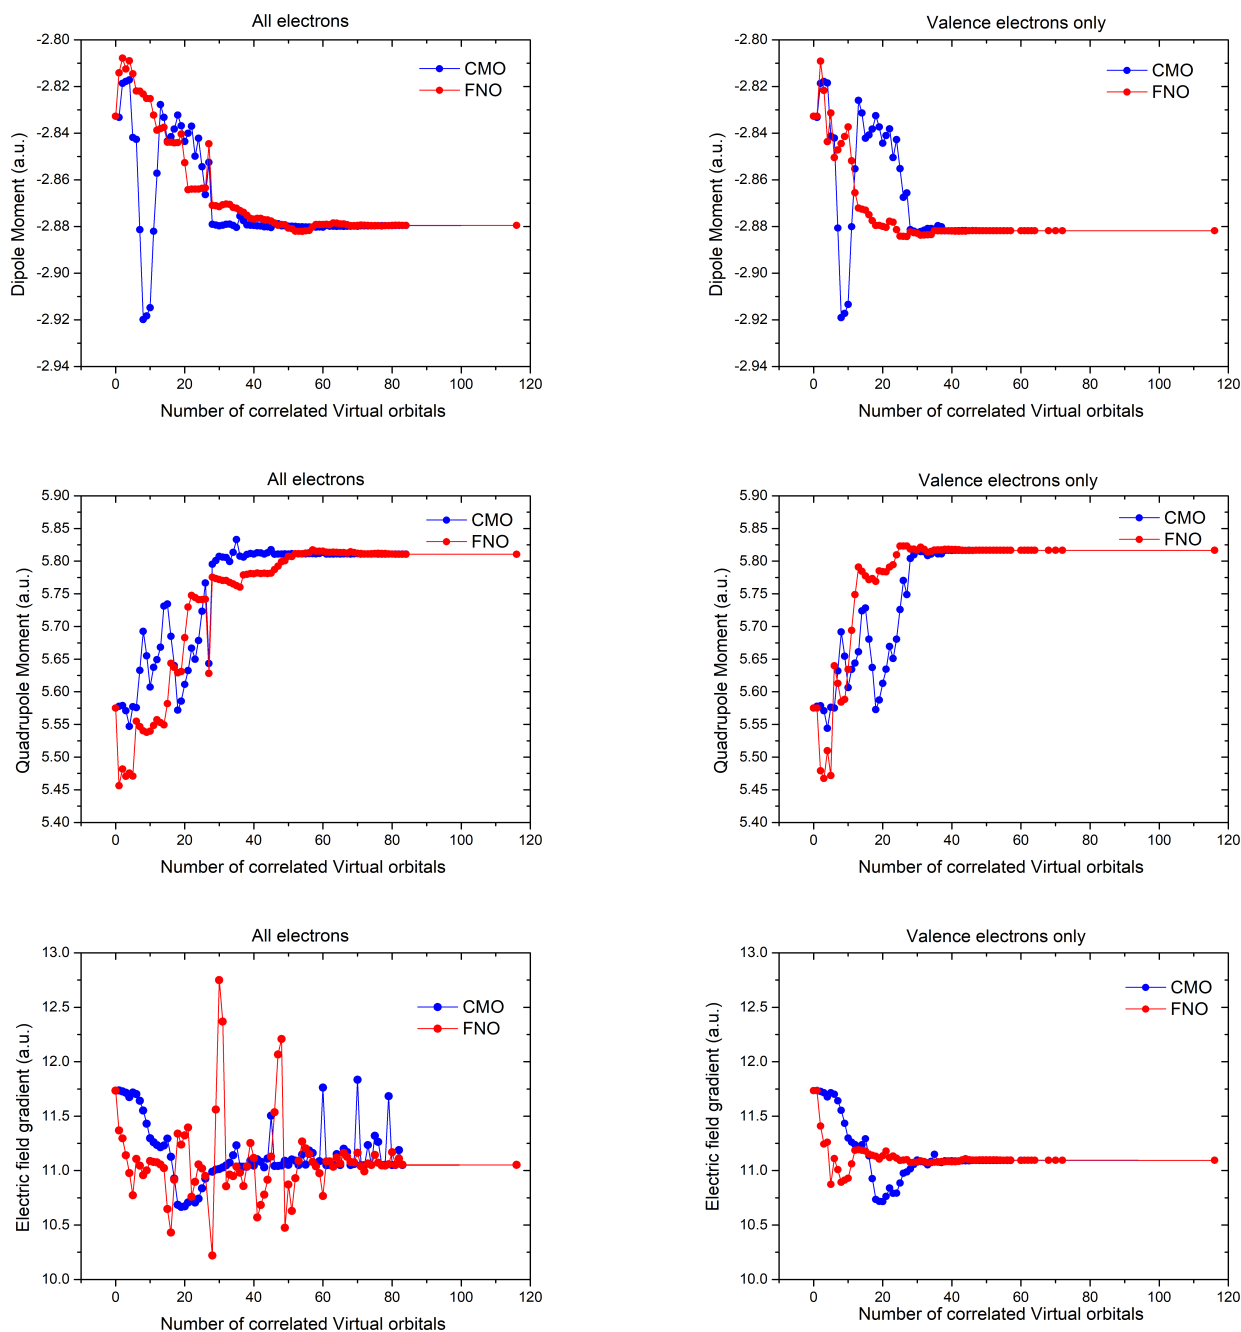 All electrons
-2.80
-2.82
-2.84
-2.86
-2.88
-2.90
-2.92
-2.94
Dipole Moment (a.u.)
CMO
FNO
0 20 40 60 80 100 120
Number of correlated Virtual orbitals
Valence electrons only
-2.80
-2.82
-2.84
-2.86
-2.88
-2.90
-2.92
-2.94
Dipole Moment (a.u.)
CMO
FNO
0 20 40 60 80 100 120
Number of correlated Virtual orbitals
All electrons
5.90
5.85
5.80
5.70
5.65
5.60
5.55
5.50
5.45
5.40
Quadrupole Moment (a.u.)
CMO
FNO
0 20 40 60 80 100 120
Number of correlated Virtual orbitals
Valence electrons only
5.90
5.85
5.80
5.70
5.65
5.60
5.55
5.50
5.45
5.40
Quadrupole Moment (a.u.)
CMO
FNO
0 20 40 60 80 100 120
Number of correlated Virtual orbitals
All electrons
13.0
12.5
12.0
11.5
11.0
10.5
10.0
Electric field gradient (a.u.)
CMO
FNO
0 20 40 60 80 100 120
Number of correlated Virtual orbitals
Valence electrons only
13.0
12.5
12.0
11.5
11.0
10.5
10.0
Electric field gradient (a.u.)
CMO
FNO
0 20 40 60 80 100 120
Number of correlated Virtual orbitals